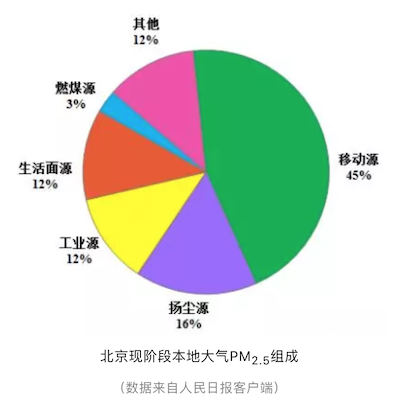 其他
12%
燃煤源
3%
生活面源
12%
移动源
45%
工业源
12%
扬尘源
16%
北京现阶段本地大气PM2.5组成
（数据来自人民日报客户端）